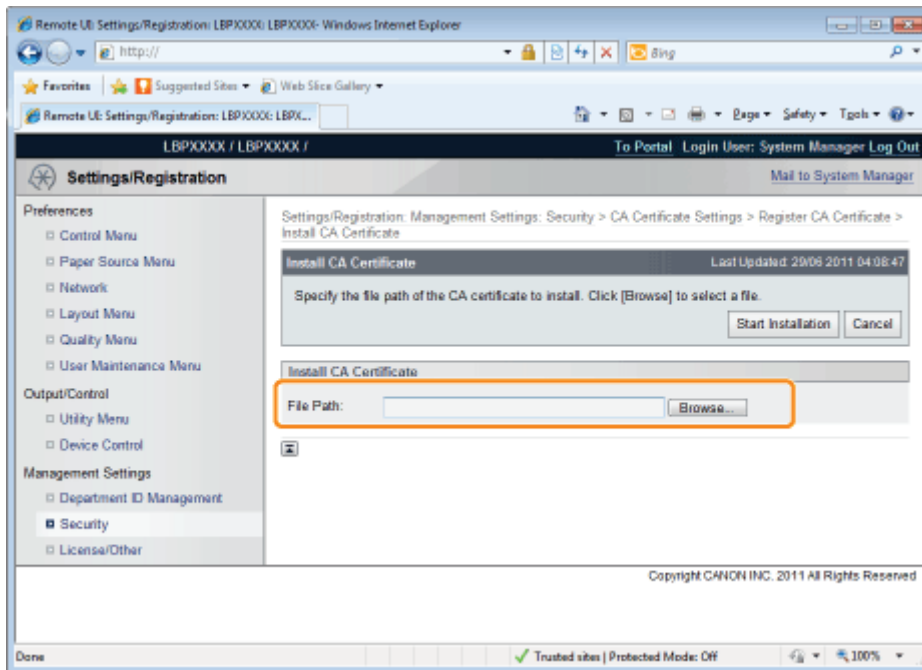 Remote UI: Settings/Registration: LBPXXXX: LBPXXXX- Windows Internet Explorer
http://
Bing
Favorites Suggested Sites Web Slice Gallery
Remote UI: Settings/Registration: LBPXXXX: LBPX...
Page Safety Tools
LBPXXXX / LBPXXXX / To Portal Login User: System Manager Log Out
Settings/Registration Mail to System Manager
Preferences
Control Menu
Paper Source Menu
Network
Layout Menu
Quality Menu
User Maintenance Menu
Output/Control
Utility Menu
Device Control
Management Settings
Department ID Management
Security
License/Other
Settings/Registration: Management Settings: Security > CA Certificate Settings > Register CA Certificate >
Install CA Certificate
Install CA Certificate Last Updated: 29/06 2011 04:08:47
Specify the file path of the CA certificate to install. Click [Browse] to select a file.
Start Installation Cancel
Install CA Certificate
File Path: Browse...
Copyright CANON INC. 2011 All Rights Reserved
Done Trusted sites | Protected Mode: Off 100%